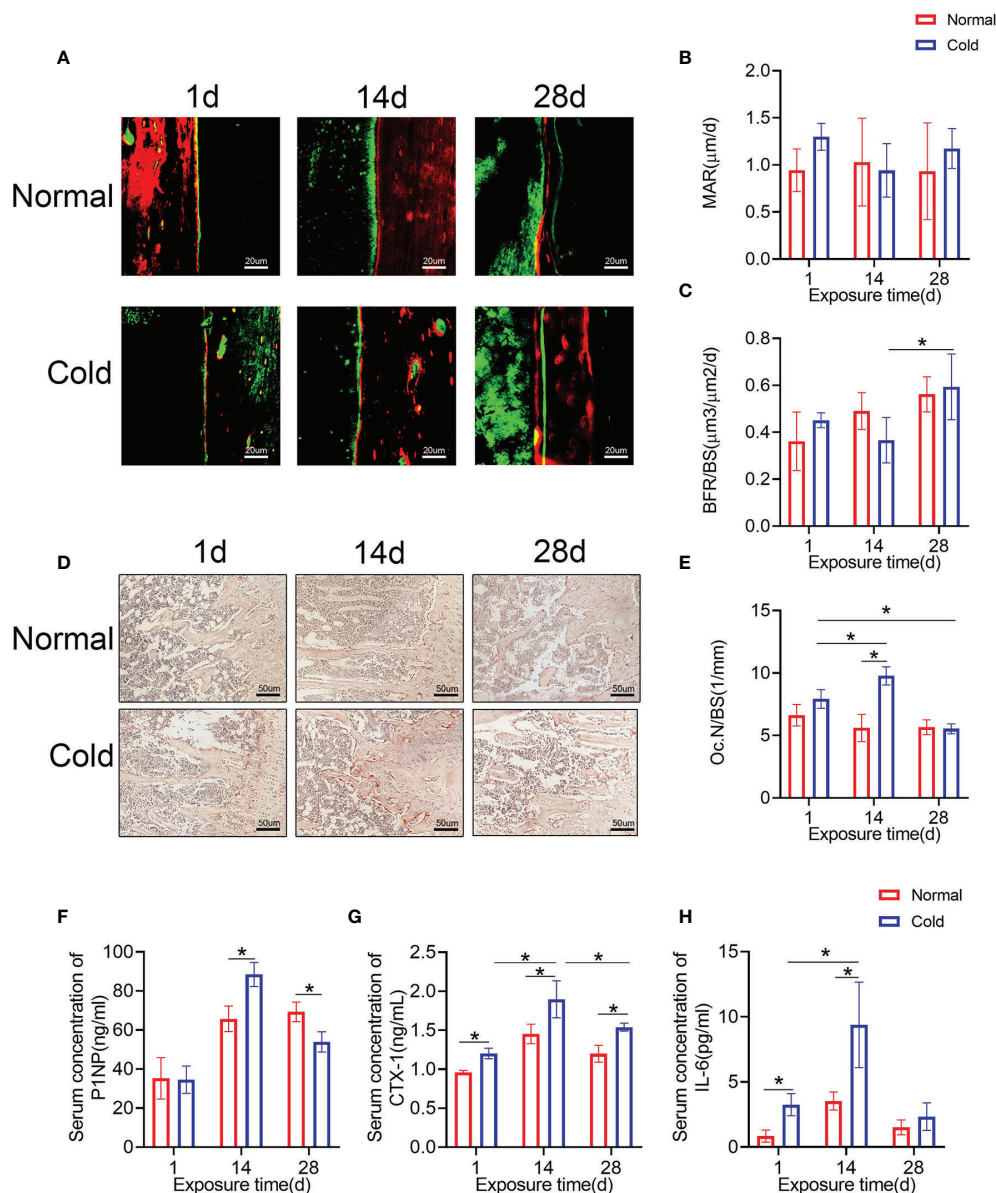 Normal
Cold
A
1d 14d 28d
Normal
20um 20um 20um
Cold
20um 20um 20um
B
MAR(μm/d)
2.0
1.5
1.0
0.5
0.0
1 14 28
Exposure time(d)
C
BFR/BS(μm3/μm2/d)
*
0.8
0.6
0.4
0.2
0.0
1 14 28
Exposure time(d)
D
1d 14d 28d
Normal
50um 50um 50um
Cold
50um 50um 50um
E
Oc.N/BS(1/mm)
*
* *
15
10
5
0
1 14 28
Exposure time(d)
Normal
Cold
F
Serum concentration of
P1NP(ng/ml)
* *
100
80
60
40
20
0
1 14 28
Exposure time(d)
G
Serum concentration of
CTX-1(ng/mL)
* *
* * *
2.5
2.0
1.5
1.0
0.5
0.0
1 14 28
Exposure time(d)
H
Serum concentration of
IL-6(pg/ml)
*
* *
15
10
5
0
1 14 28
Exposure time(d)